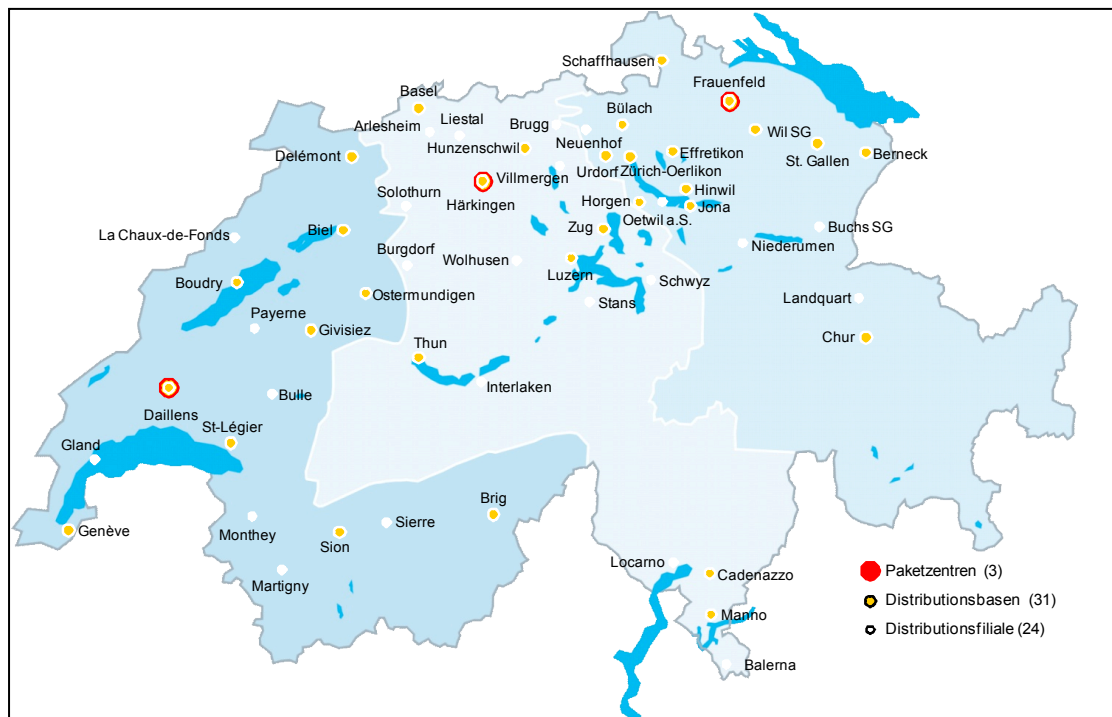 Schaffhausen
Frauenfeld
Basel
Bülach
Arlesheim
Liestal
Brugg
Wil SG
Neuenhof
Hunzenschwil
Delémont
Effretikon
St. Gallen
Berneck
Urdorf
Zürich-Oerlikon
Villmergen
Solothurn
Härkingen
Hinwil
Horgen
Jona
Oetwil a.S.
Zug
Buchs SG
La Chaux-de-Fonds
Biel
Niederumen
Burgdorf
Wolhusen
Luzern
Boudry
Schwyz
Ostermundigen
Stans
Landquart
Payerne
Givisiez
Chur
Thun
Interlaken
Bulle
Daillens
St-Légier
Gland
Brig
Genève
Monthey
Sierre
Sion
Martigny
Locarno
Cadenazzo
Manno
Balerna
Paketzentren (3)
Distributionsbasen (31)
Distributionsfiliale (24)